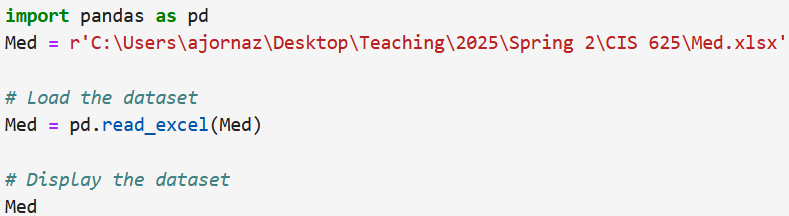 import pandas as pd
Med = r'C:\Users\ajornaz\Desktop\Teaching\2025\Spring 2\CIS 625\Med.xlsx'
# Load the dataset
Med = pd.read_excel(Med)
# Display the dataset
Med